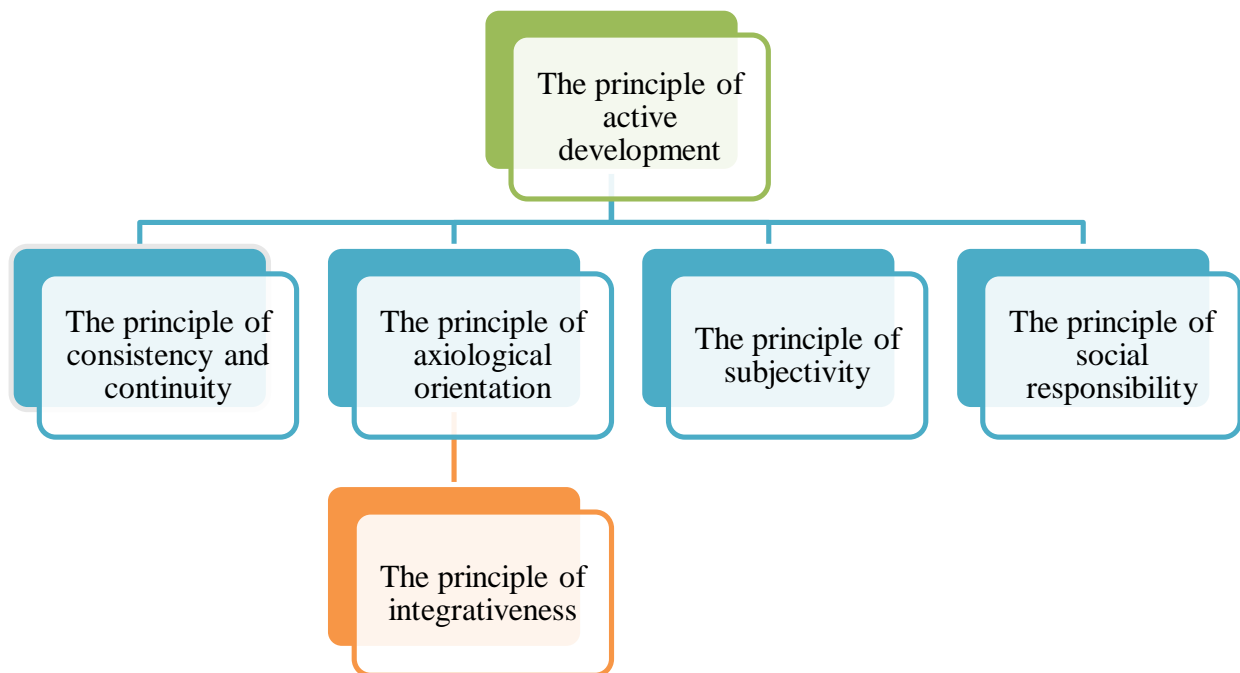 The principle of
active
development
The principle of
consistency and
continuity
The principle of
axiological
orientation
The principle of
subjectivity
The principle of
social
responsibility
The principle of
integrativeness